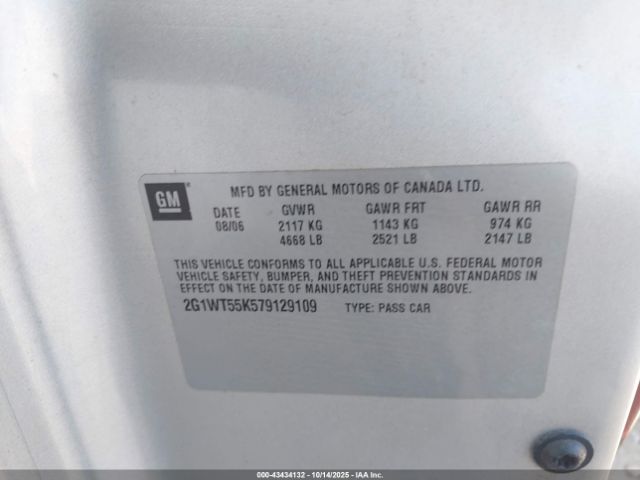 GM
MFD BY GENERAL MOTORS OF CANADA LTD.
DATE GVWR GAWR FRT GAWR RR
08/06 2117 KG 1143 KG 974 KG
4668 LB 2521 LB 2147 LB
THIS VEHICLE CONFORMS TO ALL APPLICABLE U.S. FEDERAL MOTOR
VEHICLE SAFETY, BUMPER, AND THEFT PREVENTION STANDARDS IN
EFFECT ON THE DATE OF MANUFACTURE SHOWN ABOVE.
2G1WT55K579129109 TYPE: PASS CAR
000-43434132 - 10/14/2025 - IAA Inc.